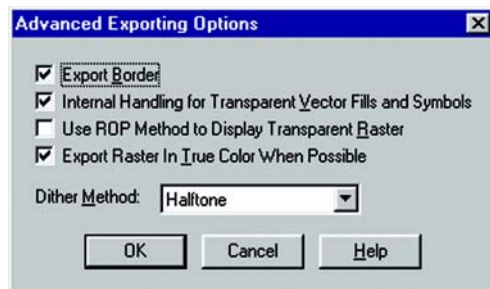 Advanced Exporting Options
Export Border
Internal Handling for Transparent Vector Fills and Symbols
Use ROP Method to Display Transparent Raster
Export Raster In True Color When Possible
Dither Method: Halftone
OK Cancel Help